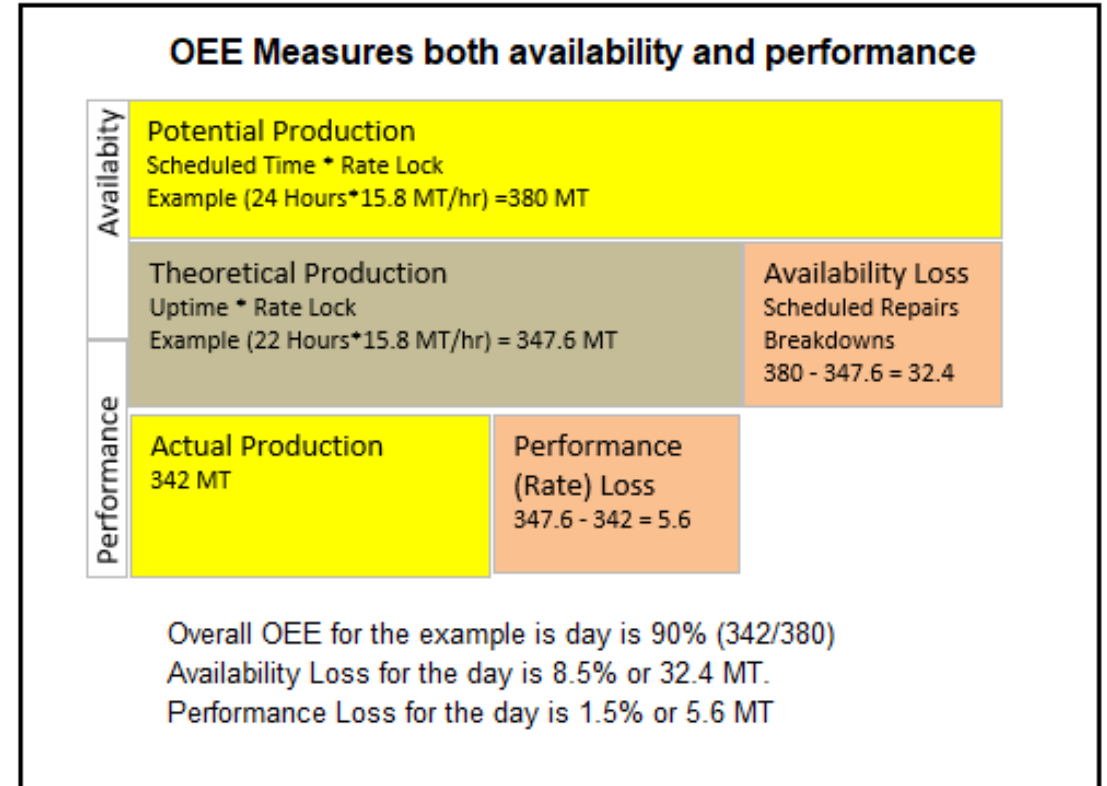 OEE Measures both availability and performance
Availabity
Potential Production
Scheduled Time * Rate Lock
Example (24 Hours*15.8 MT/hr) =380 MT
Theoretical Production
Uptime * Rate Lock
Example (22 Hours*15.8 MT/hr) = 347.6 MT
Availability Loss
Scheduled Repairs
Breakdowns
380 - 347.6 = 32.4
Performance
Actual Production
342 MT
Performance
(Rate) Loss
347.6 - 342 = 5.6
Overall OEE for the example is day is 90% (342/380)
Availability Loss for the day is 8.5% or 32.4 MT.
Performance Loss for the day is 1.5% or 5.6 MT